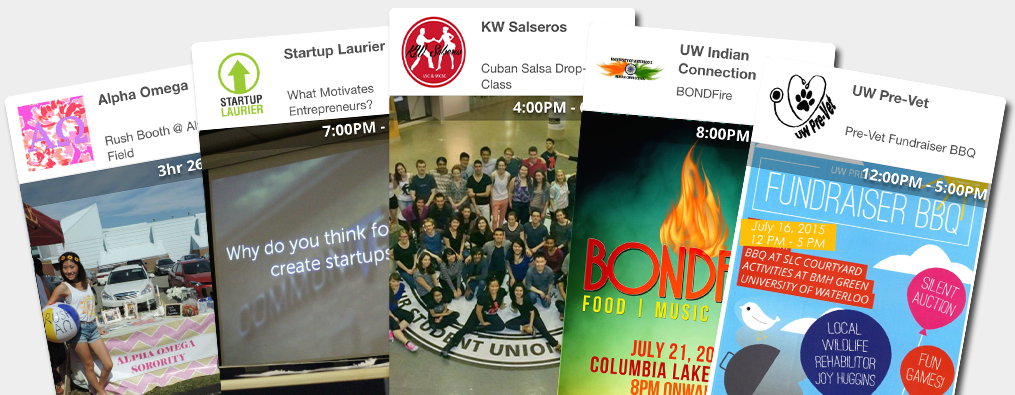 Alpha Omega
Rush Booth @
Field
3hr 26
ΑΩ
ALPHA OMEGA
SORORITY
STARTUP
LAURIER
Startup Laurier
What Motivates
Entrepreneurs?
7:00PM -
Why do you think fo
create startups
KW Salseros
KW Salseros
Cuban Salsa Drop-
Class
4:00PM -
STUDENT UNION
UW Indian
Connection
BONDFire
8:00PM
BONDF
FOOD | MUSIC
JULY 21, 20
COLUMBIA LAKE
8PM ONWA
UW Pre-Vet
UW Pre-Vet
Pre-Vet Fundraiser BBQ
12:00PM - 5:00PM
UW PRE
FUNDRAISER BBQ
July 16, 2015
12 PM - 5 PM
BBQ AT SLC COURTYARD
ACTIVITIES AT BMH GREEN
UNIVERSITY OF WATERLOO
SILENT
AUCTION
LOCAL
WILDLIFE
REHABILITOR
JOY HUGGINS
FUN
GAMES!